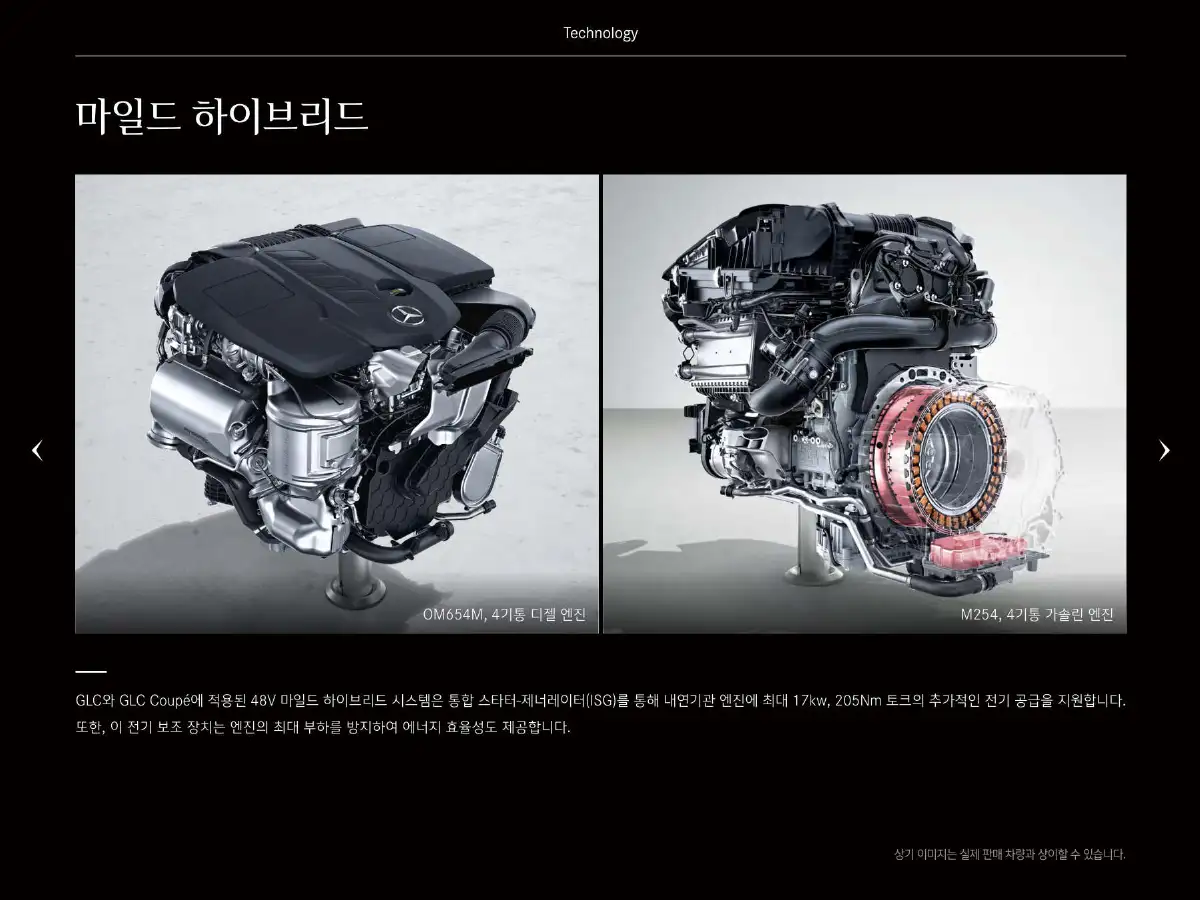 Technology
마일드 하이브리드
OM654M, 4기통 디젤 엔진
M254, 4기통 가솔린 엔진
GLC와 GLC Coupé에 적용된 48V 마일드 하이브리드 시스템은 통합 스타터-제너레이터(ISG)를 통해 내연기관 엔진에 최대 17kw, 205Nm 토크의 추가적인 전기 공급을 지원합니다.
또한, 이 전기 보조 장치는 엔진의 최대 부하를 방지하여 에너지 효율성도 제공합니다.
상기 이미지는 실제 판매 차량과 상이할 수 있습니다.